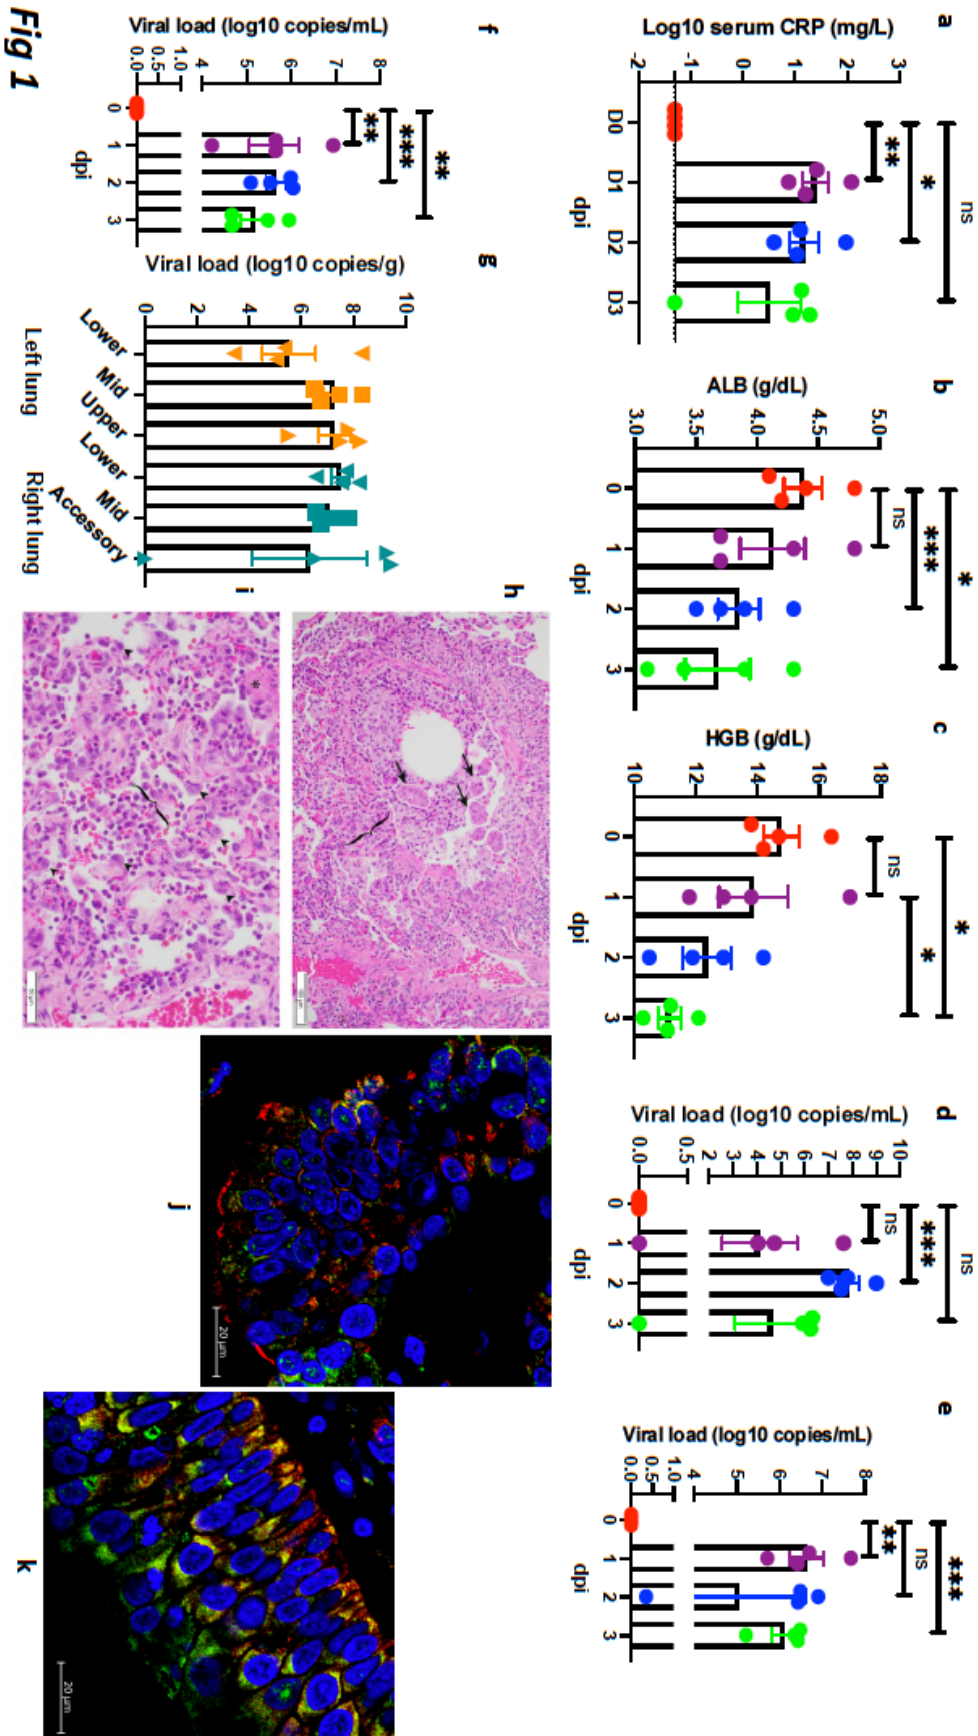 a
Log10 serum CRP (mg/L)
-2 -1 0 1 2 3
D0 D1 D2 D3
dpi
** * ns
b
ALB (g/dL)
3.0 3.5 4.0 4.5 5.0
0 1 2 3
dpi
ns *** *
c
HGB (g/dL)
10 12 14 16 18
0 1 2 3
dpi
ns * *
d
Viral load (log10 copies/mL)
0.0 0.5 2 3 4 5 6 7 8 9 10
0 1 2 3
dpi
ns *** ns
e
Viral load (log10 copies/mL)
0.0 0.5 1.0 4 5 6 7 8
0 1 2 3
dpi
** ns ***
f
Viral load (log10 copies/mL)
0.0 0.5 1.0 4 5 6 7 8
0 1 2 3
dpi
** *** **
g
Viral load (log10 copies/g)
0 2 4 6 8 10
Lower Mid Upper Lower Mid Accessory
Left lung Right lung
h
i
*
j
20 µm
k
20 µm
Fig 1